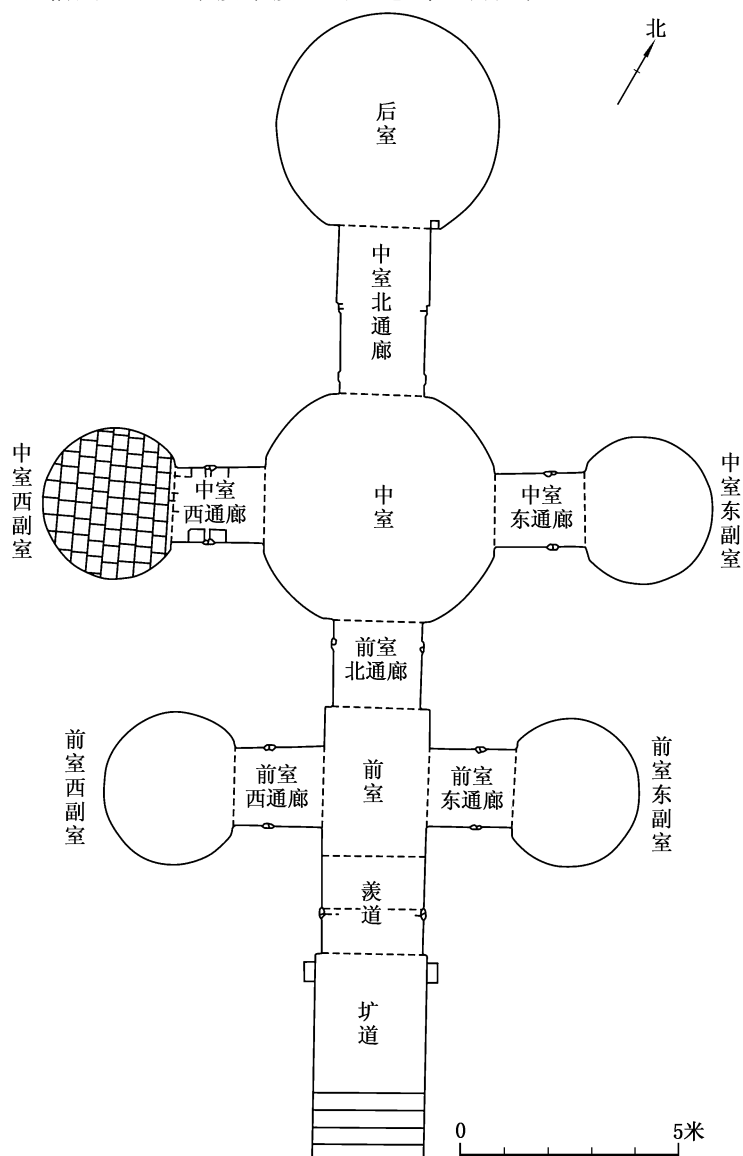 北
后室
中室北通廊
中室西副室
中室
西通廊
中室
中室
东通廊
中室东副室
前室
北通廊
前室西副室
前室
西通廊
前室
前室
东通廊
前室东副室
羡道
圹道
0 5米